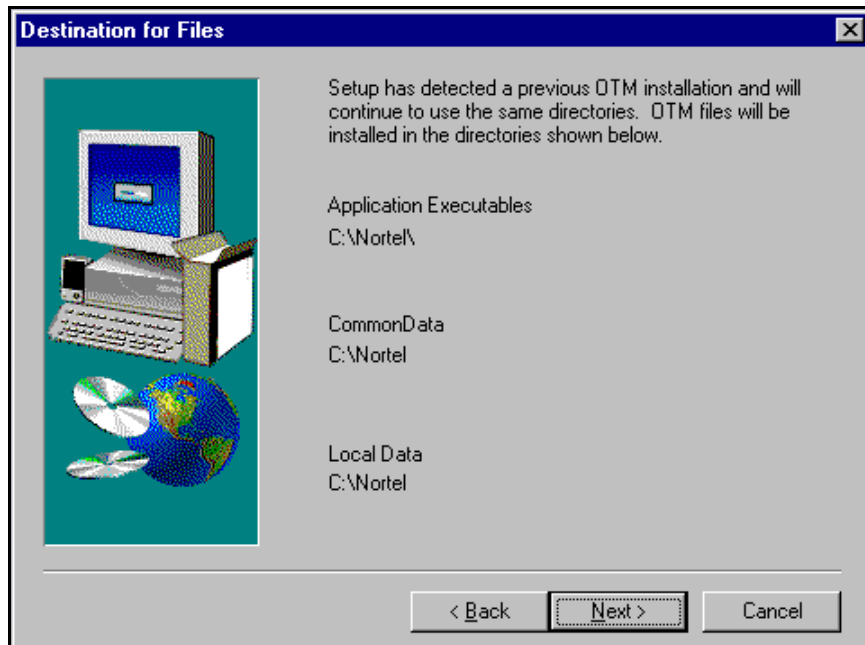 Destination for Files
Setup has detected a previous OTM installation and will
continue to use the same directories. OTM files will be
installed in the directories shown below.
Application Executables
C:\Nortel\
CommonData
C:\Nortel
Local Data
C:\Nortel
< Back
Next >
Cancel